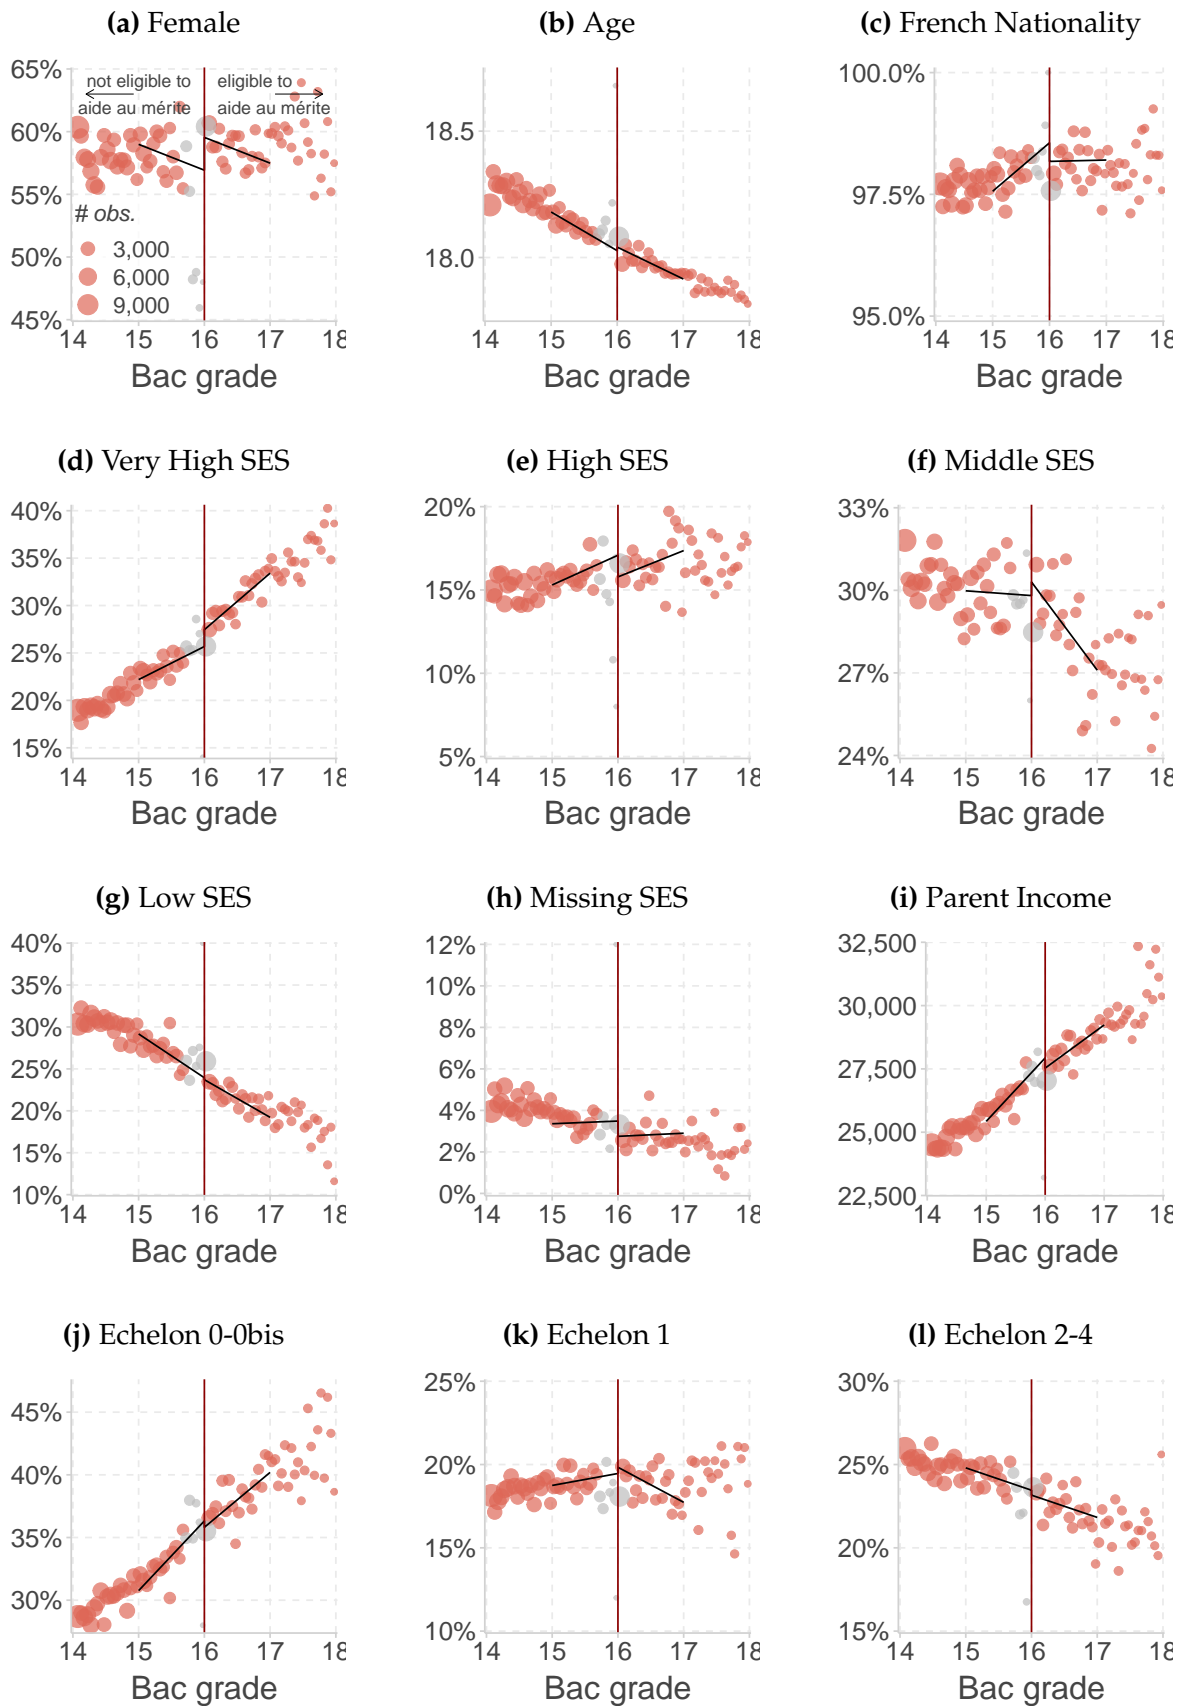 (a) Female
(b) Age
(c) French Nationality
65%
60%
55%
50%
45%
not eligible to
aide au mérite
eligible to
aide au mérite
# obs.
3,000
6,000
9,000
14 15 16 17 18
Bac grade
18.5
18.0
14 15 16 17 18
Bac grade
100.0%
97.5%
95.0%
14 15 16 17 18
Bac grade
(d) Very High SES
(e) High SES
(f) Middle SES
40%
35%
30%
25%
20%
15%
14 15 16 17 18
Bac grade
20%
15%
10%
5%
14 15 16 17 18
Bac grade
33%
30%
27%
24%
14 15 16 17 18
Bac grade
(g) Low SES
(h) Missing SES
(i) Parent Income
40%
35%
30%
25%
20%
15%
10%
14 15 16 17 18
Bac grade
12%
10%
8%
6%
4%
2%
0%
14 15 16 17 18
Bac grade
32,500
30,000
27,500
25,000
22,500
14 15 16 17 18
Bac grade
(j) Echelon 0-0bis
(k) Echelon 1
(l) Echelon 2-4
45%
40%
35%
30%
14 15 16 17 18
Bac grade
25%
20%
15%
10%
14 15 16 17 18
Bac grade
30%
25%
20%
15%
14 15 16 17 18
Bac grade